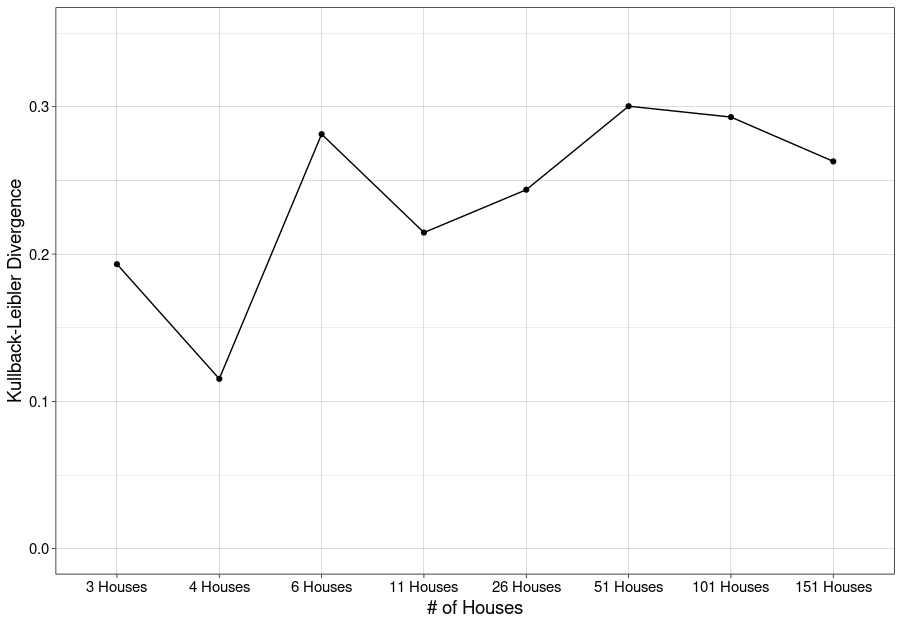 Kullback-Leibler Divergence
0.3
0.2
0.1
0.0
3 Houses 4 Houses 6 Houses 11 Houses 26 Houses 51 Houses 101 Houses 151 Houses
# of Houses